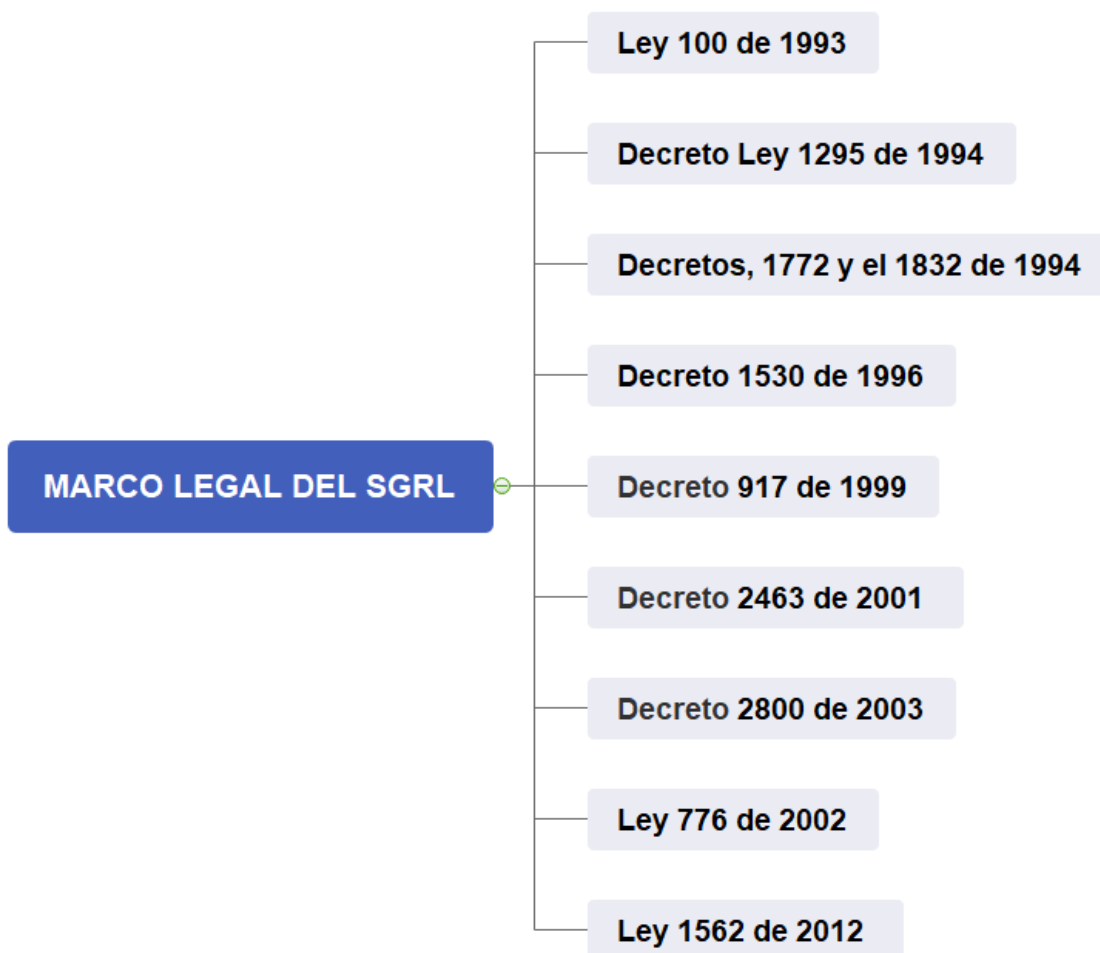 Ley 100 de 1993
Decreto Ley 1295 de 1994
Decretos, 1772 y el 1832 de 1994
Decreto 1530 de 1996
MARCO LEGAL DEL SGRL
Decreto 917 de 1999
Decreto 2463 de 2001
Decreto 2800 de 2003
Ley 776 de 2002
Ley 1562 de 2012